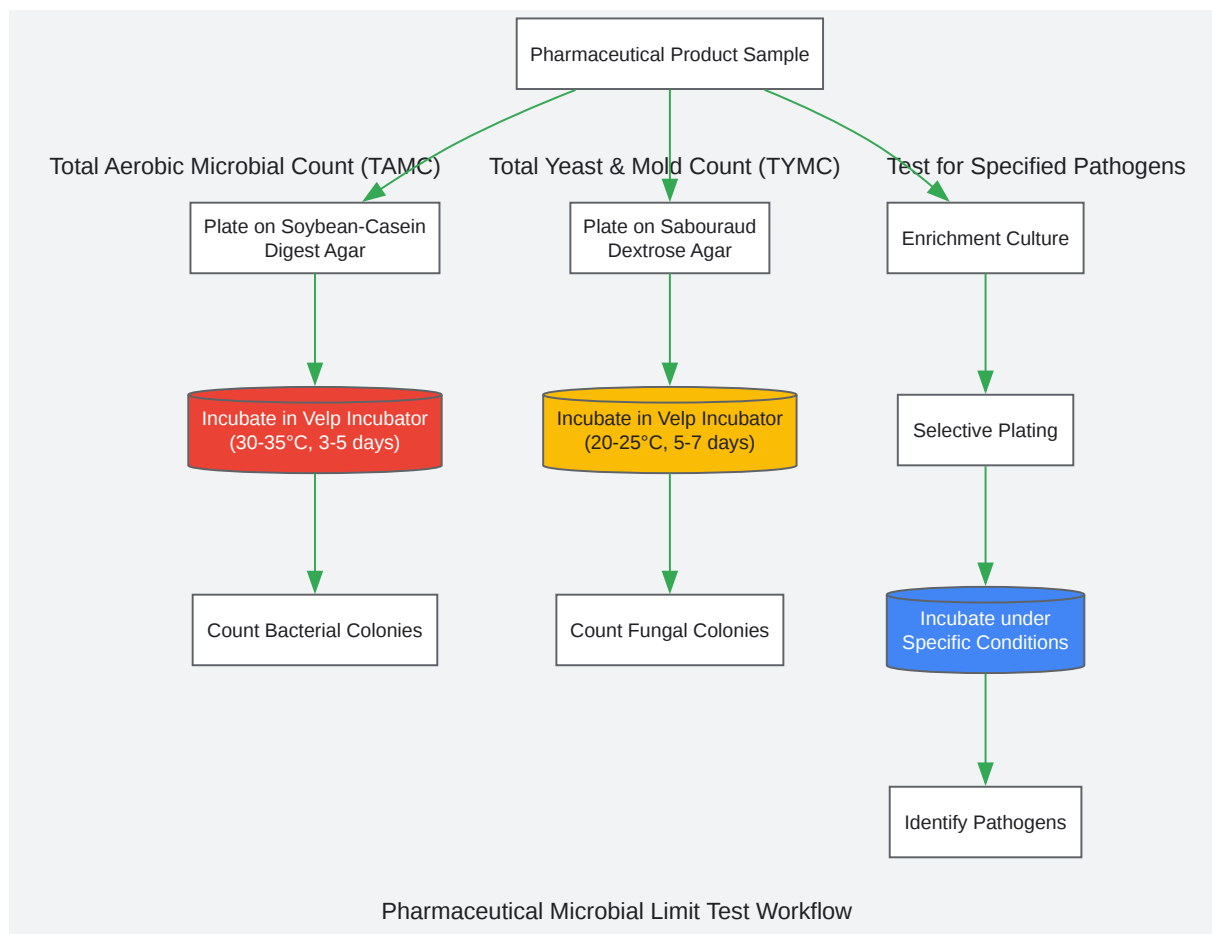 Pharmaceutical Product Sample
Total Aerobic Microbial Count (TAMC)
Total Yeast & Mold Count (TYMC)
Test for Specified Pathogens
Plate on Soybean-Casein
Digest Agar
Plate on Sabouraud
Dextrose Agar
Enrichment Culture
Incubate in Velp Incubator
(30-35°C, 3-5 days)
Incubate in Velp Incubator
(20-25°C, 5-7 days)
Selective Plating
Count Bacterial Colonies
Count Fungal Colonies
Incubate under
Specific Conditions
Identify Pathogens
Pharmaceutical Microbial Limit Test Workflow